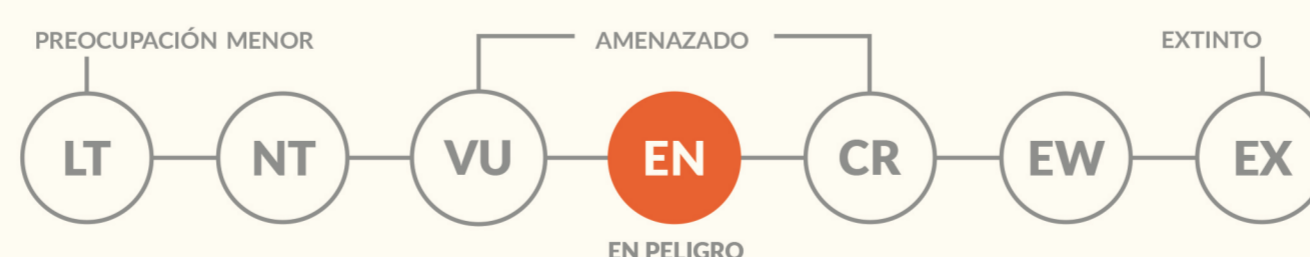 PREOCUPACIÓN MENOR AMENAZADO EXTINTO
LT NT VU EN CR EW EX
EN PELIGRO